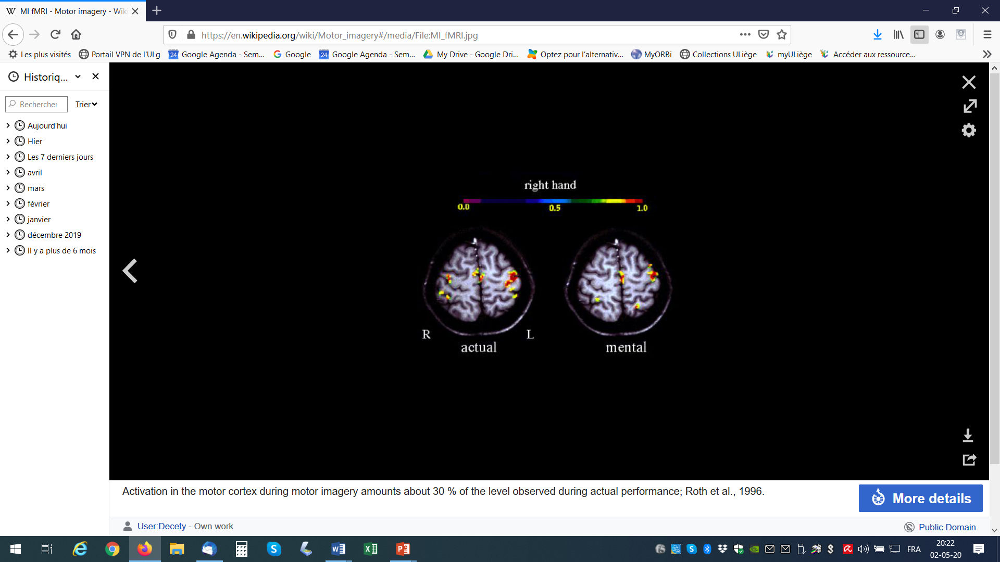 MI fMRI - Motor imagery - Wiki
https://en.wikipedia.org/wiki/Motor_imagery#/media/File:MI_fMRI.jpg
Les plus visités Portail VPN de l'ULg 24 Google Agenda - Sem... G Google 24 Google Agenda - Sem... My Drive - Google Dri... Optez pour l'alternativ... MyORBi Collections ULiège myULiège Accéder aux ressource...
Historiq...
Rechercher Trier
Aujourd'hui
Hier
Les 7 derniers jours
avril
mars
février
janvier
décembre 2019
Il y a plus de 6 mois
right hand
0.0 0.5 1.0
R L
actual mental
Activation in the motor cortex during motor imagery amounts about 30 % of the level observed during actual performance; Roth et al., 1996.
More details
User:Decety - Own work
Public Domain
FRA
20:22
02-05-20